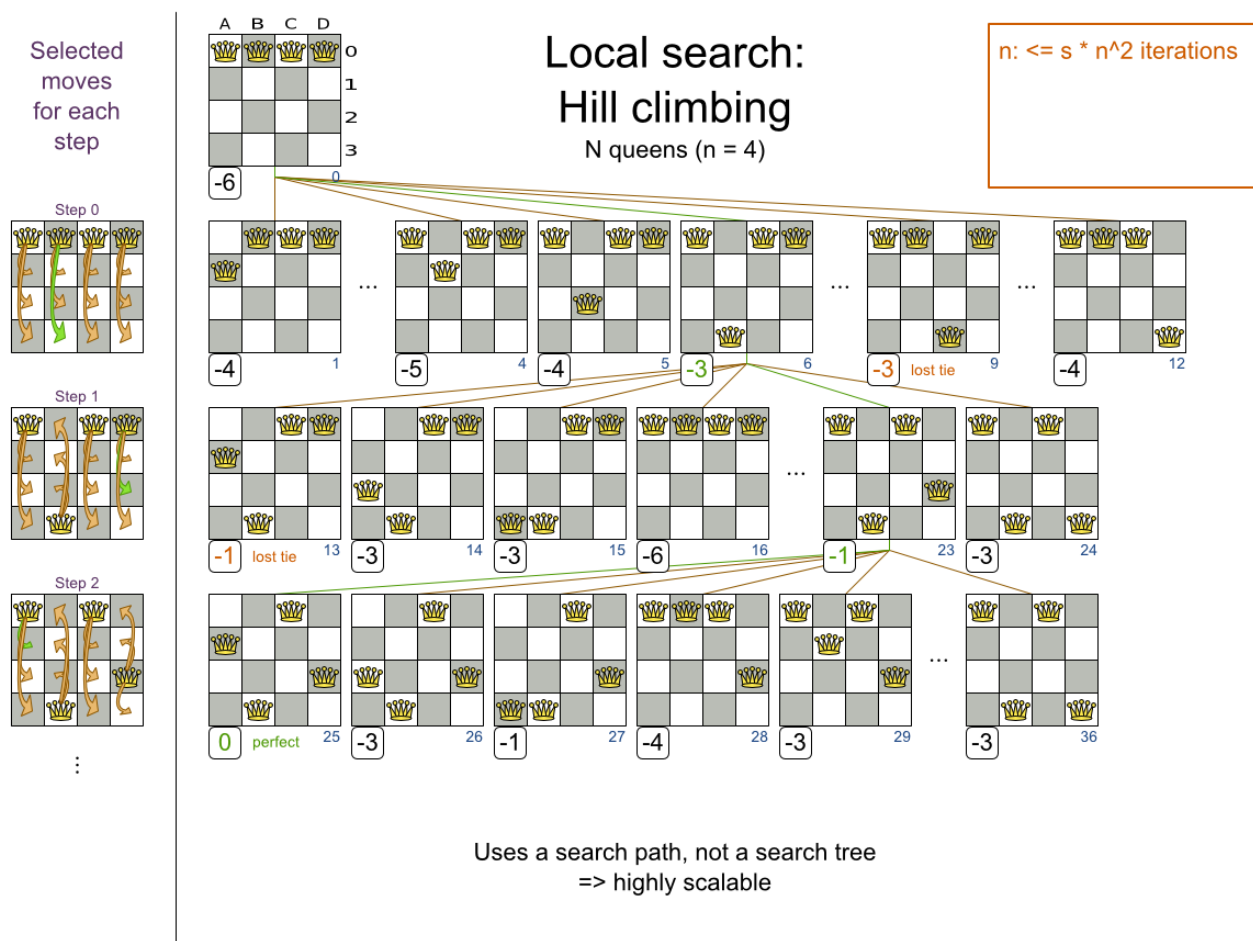 Selected
moves
for each
step
A B C D
0
1
2
3
Local search:
Hill climbing
N queens (n = 4)
n: <= s * n^2 iterations
-6
0
Step 0
...
...
...
-4
1
-5
4
-4
5
-3
6
-3
lost tie
9
-4
12
Step 1
...
-1
lost tie
13
-3
14
-3
15
-6
16
-1
23
-3
24
Step 2
...
0
perfect
25
-3
26
-1
27
-4
28
-3
29
-3
36
...
Uses a search path, not a search tree
=> highly scalable